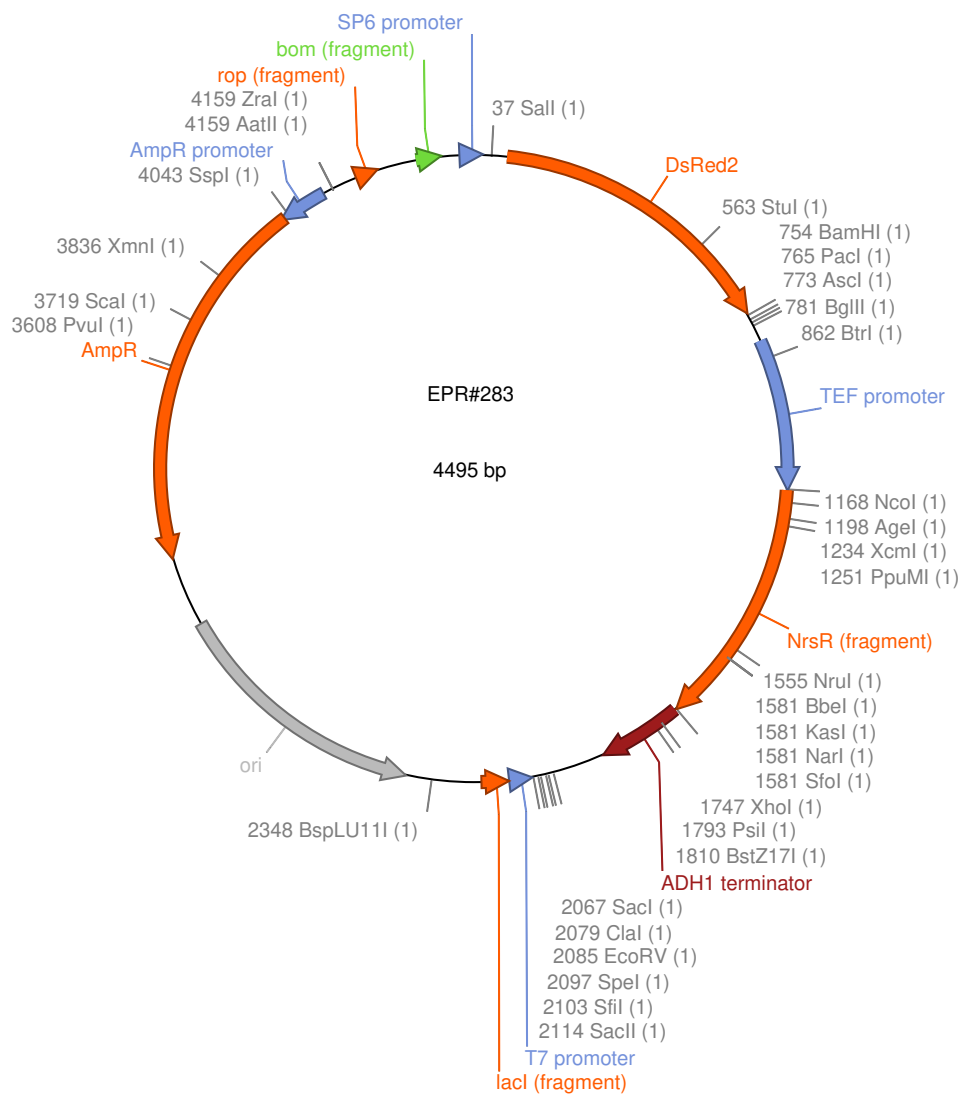 SP6 promoter
bom (fragment)
rop (fragment)
4159 ZraI (1)
4159 AatII (1)
AmpR promoter
4043 SspI (1)
3836 XmnI (1)
3719 ScaI (1)
3608 PvuI (1)
AmpR
37 SalI (1)
DsRed2
563 StuI (1)
754 BamHI (1)
765 PacI (1)
773 AscI (1)
781 BglII (1)
862 BtrI (1)
EPR#283
4495 bp
TEF promoter
1168 NcoI (1)
1198 AgeI (1)
1234 XcmI (1)
1251 PpuMI (1)
NrsR (fragment)
1555 NruI (1)
1581 BbeI (1)
1581 KasI (1)
1581 NarI (1)
1581 SfoI (1)
1747 XhoI (1)
1793 PsiI (1)
1810 BstZ17I (1)
ADH1 terminator
ori
2348 BspLU11I (1)
2067 SacI (1)
2079 ClaI (1)
2085 EcoRV (1)
2097 SpeI (1)
2103 SfiI (1)
2114 SacII (1)
T7 promoter
lacI (fragment)